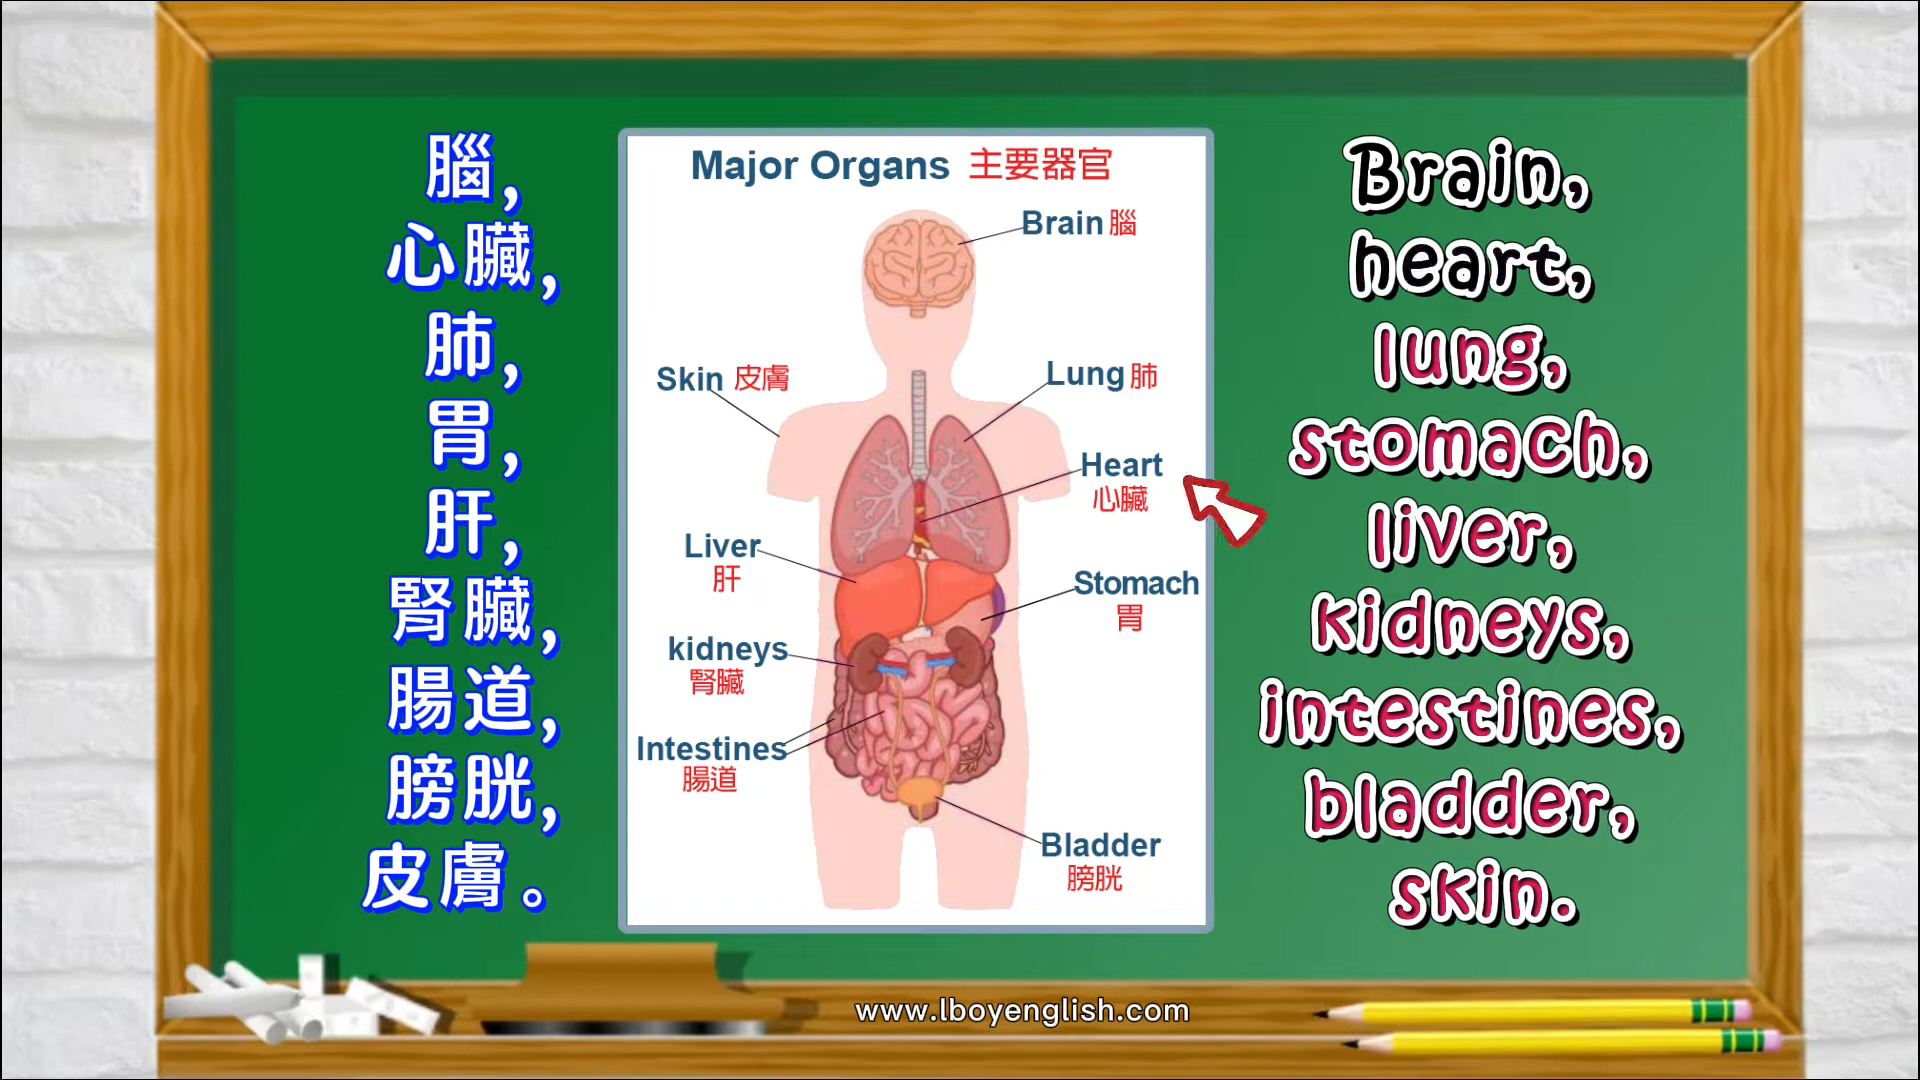 腦,
心臟,
肺,
胃,
肝,
腎臟,
腸道,
膀胱,
皮膚。
Major Organs 主要器官
Brain 腦
Skin 皮膚
Lung 肺
Heart
心臟
Liver
肝
Stomach
胃
kidneys
腎臟
Intestines
腸道
Bladder
膀胱
Brain,
heart,
lung,
stomach,
liver,
kidneys,
intestines,
bladder,
skin.
www.lboyenglish.com